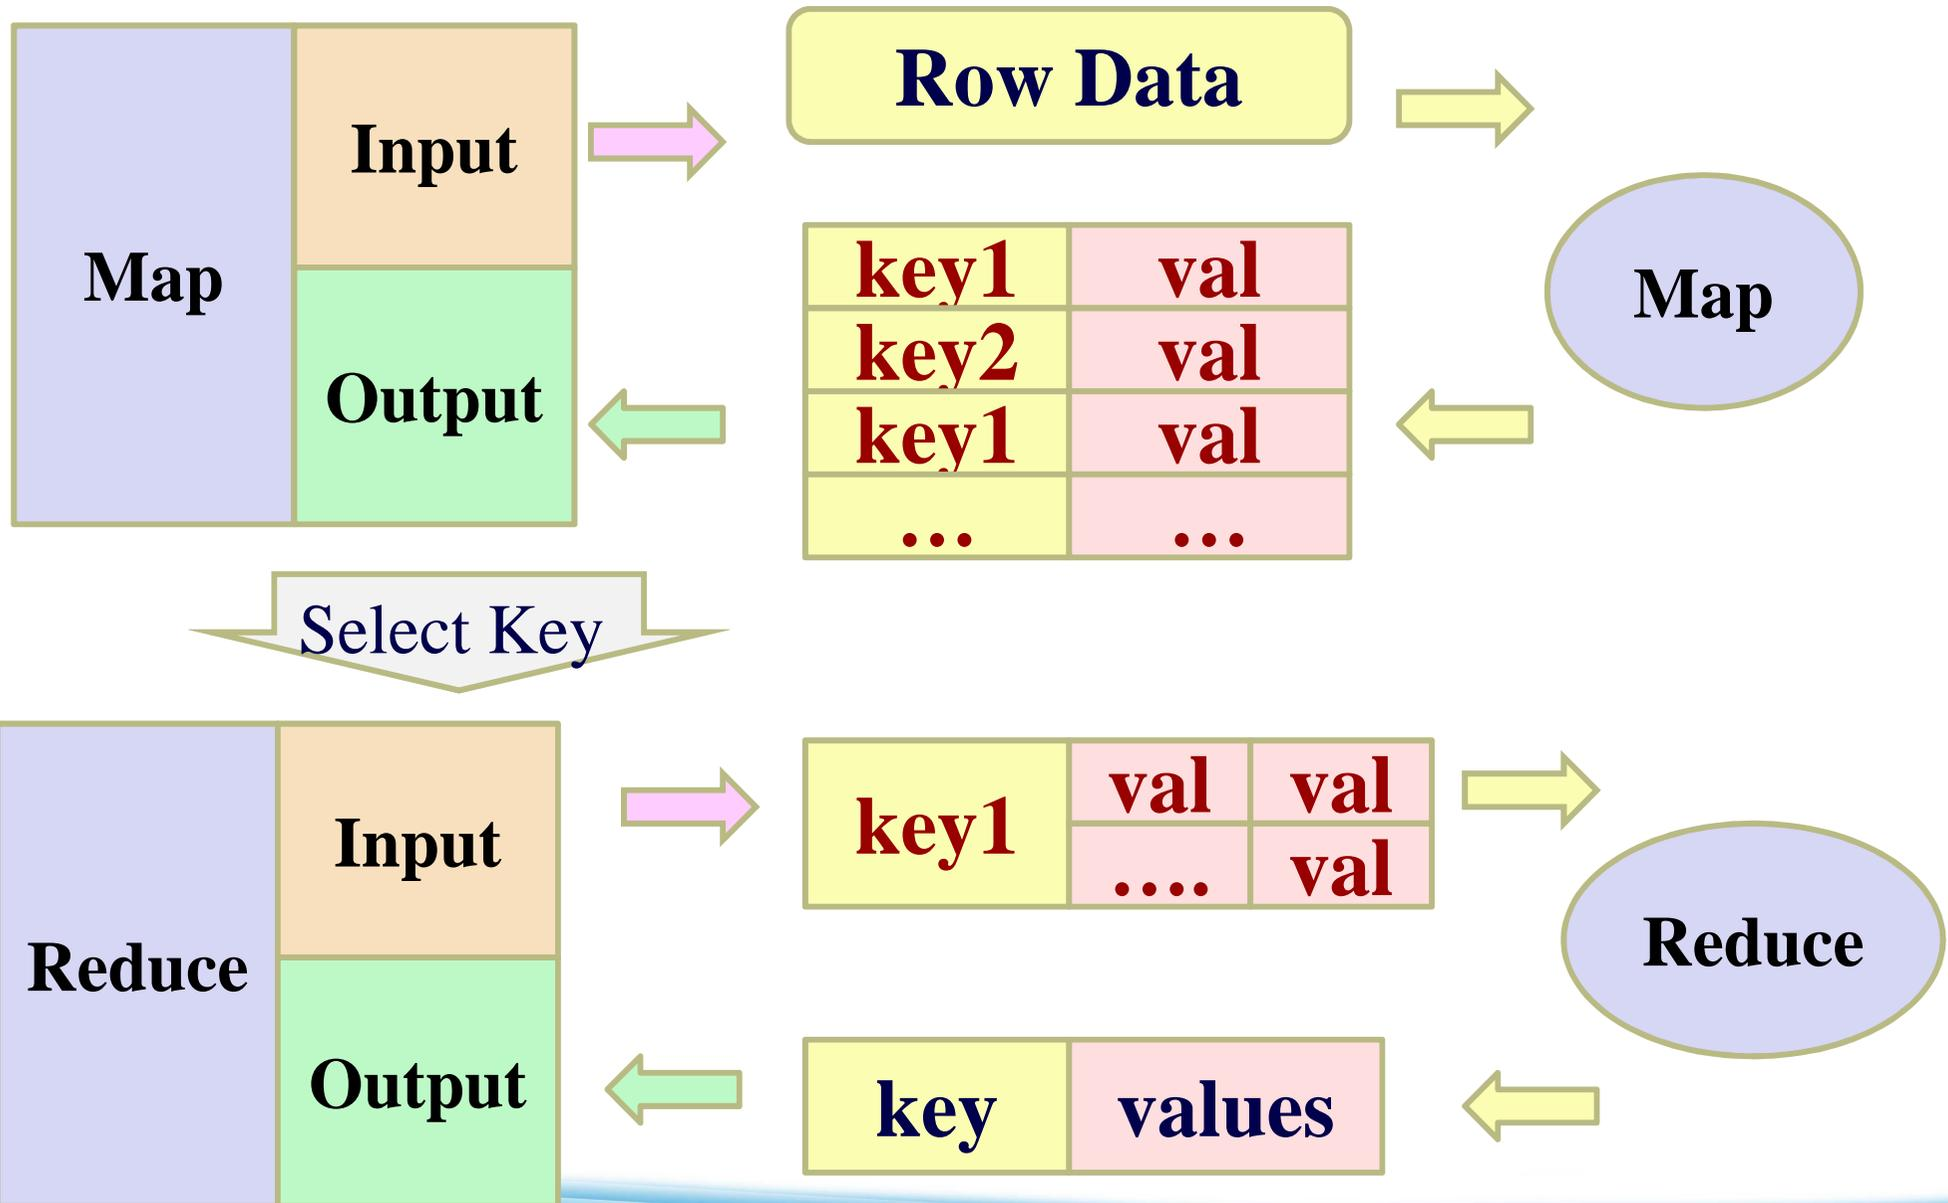 Row Data
Input
Map
Output
key1 val
key2 val
key1 val
... ...
Map
Select Key
Input
Reduce
Output
key1
val val
.... val
Reduce
key values